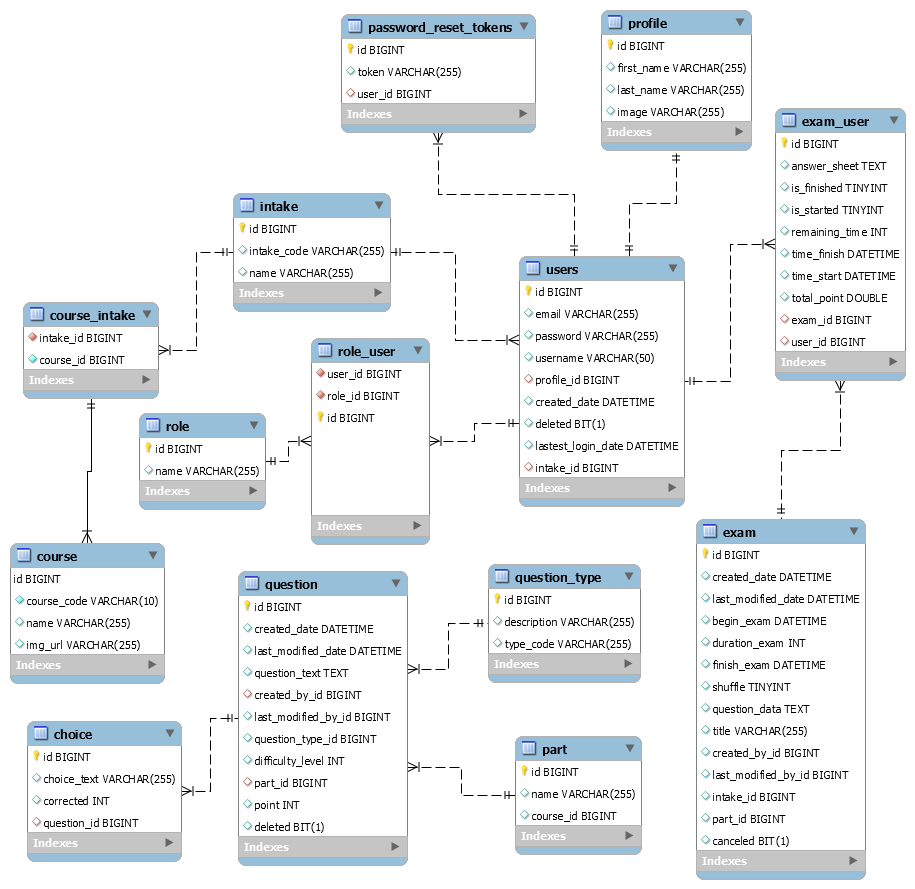 password_reset_tokens
id BIGINT
token VARCHAR(255)
user_id BIGINT
Indexes
profile
id BIGINT
first_name VARCHAR(255)
last_name VARCHAR(255)
image VARCHAR(255)
Indexes
exam_user
id BIGINT
answer_sheet TEXT
is_finished TINYINT
is_started TINYINT
remaining_time INT
time_finish DATETIME
time_start DATETIME
total_point DOUBLE
exam_id BIGINT
user_id BIGINT
Indexes
intake
id BIGINT
intake_code VARCHAR(255)
name VARCHAR(255)
Indexes
users
id BIGINT
email VARCHAR(255)
password VARCHAR(255)
username VARCHAR(50)
profile_id BIGINT
created_date DATETIME
deleted BIT(1)
lastest_login_date DATETIME
intake_id BIGINT
Indexes
course_intake
intake_id BIGINT
course_id BIGINT
Indexes
role_user
user_id BIGINT
role_id BIGINT
id BIGINT
Indexes
role
id BIGINT
name VARCHAR(255)
Indexes
course
id BIGINT
course_code VARCHAR(10)
name VARCHAR(255)
img_url VARCHAR(255)
Indexes
question
id BIGINT
created_date DATETIME
last_modified_date DATETIME
question_text TEXT
created_by_id BIGINT
last_modified_by_id BIGINT
question_type_id BIGINT
difficulty_level INT
part_id BIGINT
point INT
deleted BIT(1)
Indexes
question_type
id BIGINT
description VARCHAR(255)
type_code VARCHAR(255)
Indexes
exam
id BIGINT
created_date DATETIME
last_modified_date DATETIME
begin_exam DATETIME
duration_exam INT
finish_exam DATETIME
shuffle TINYINT
question_data TEXT
title VARCHAR(255)
created_by_id BIGINT
last_modified_by_id BIGINT
intake_id BIGINT
part_id BIGINT
canceled BIT(1)
Indexes
choice
id BIGINT
choice_text VARCHAR(255)
corrected INT
question_id BIGINT
Indexes
part
id BIGINT
name VARCHAR(255)
course_id BIGINT
Indexes